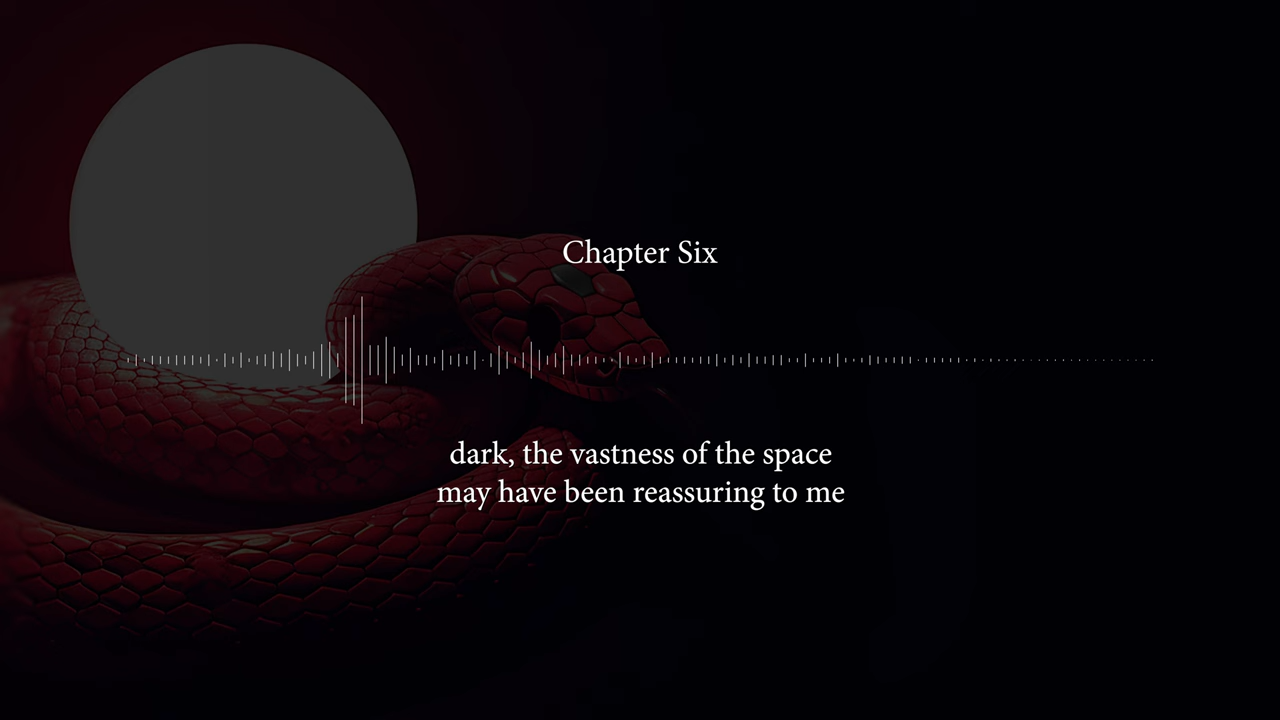 Chapter Six
dark, the vastness of the space
may have been reassuring to me